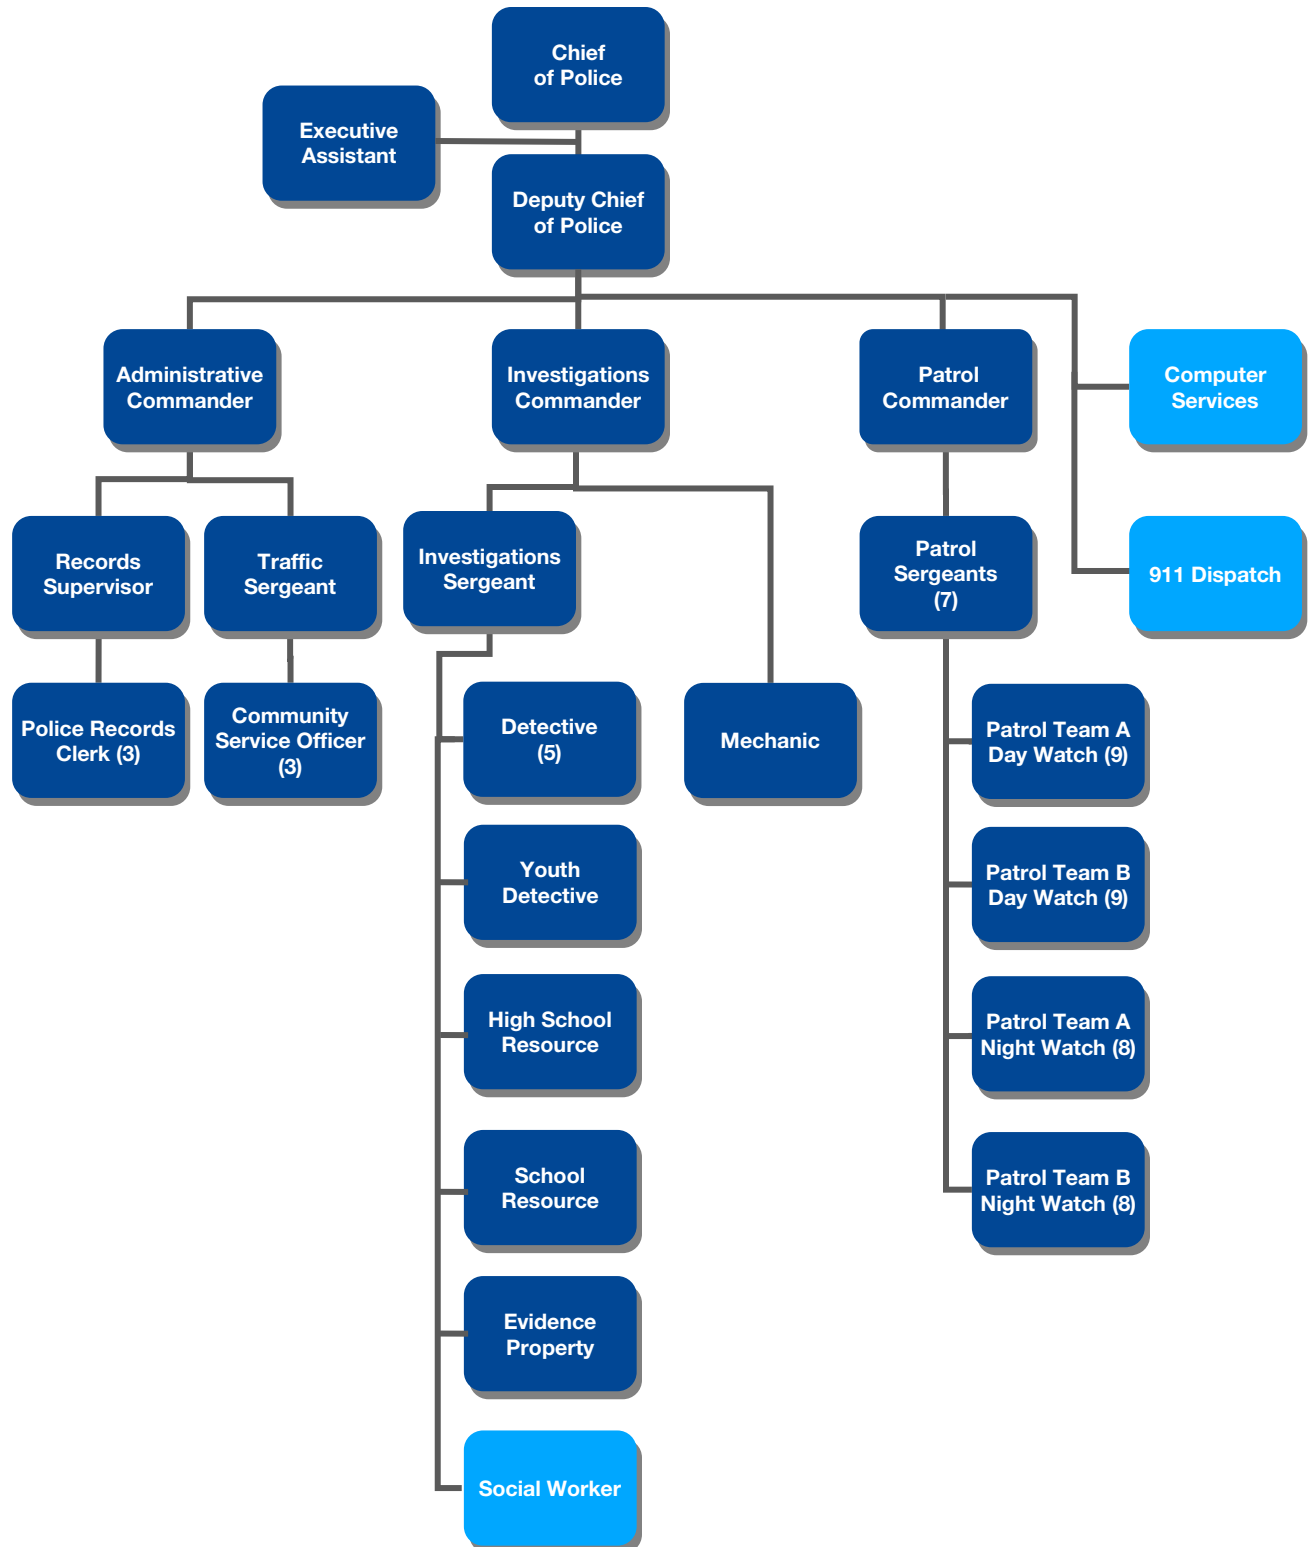 Chief
of Police
Executive
Assistant
Deputy Chief
of Police
Administrative
Commander
Investigations
Commander
Patrol
Commander
Computer
Services
Records
Supervisor
Traffic
Sergeant
Investigations
Sergeant
Patrol
Sergeants
(7)
911 Dispatch
Police Records
Clerk (3)
Community
Service Officer
(3)
Detective
(5)
Mechanic
Patrol Team A
Day Watch (9)
Youth
Detective
Patrol Team B
Day Watch (9)
High School
Resource
Patrol Team A
Night Watch (8)
School
Resource
Patrol Team B
Night Watch (8)
Evidence
Property
Social Worker